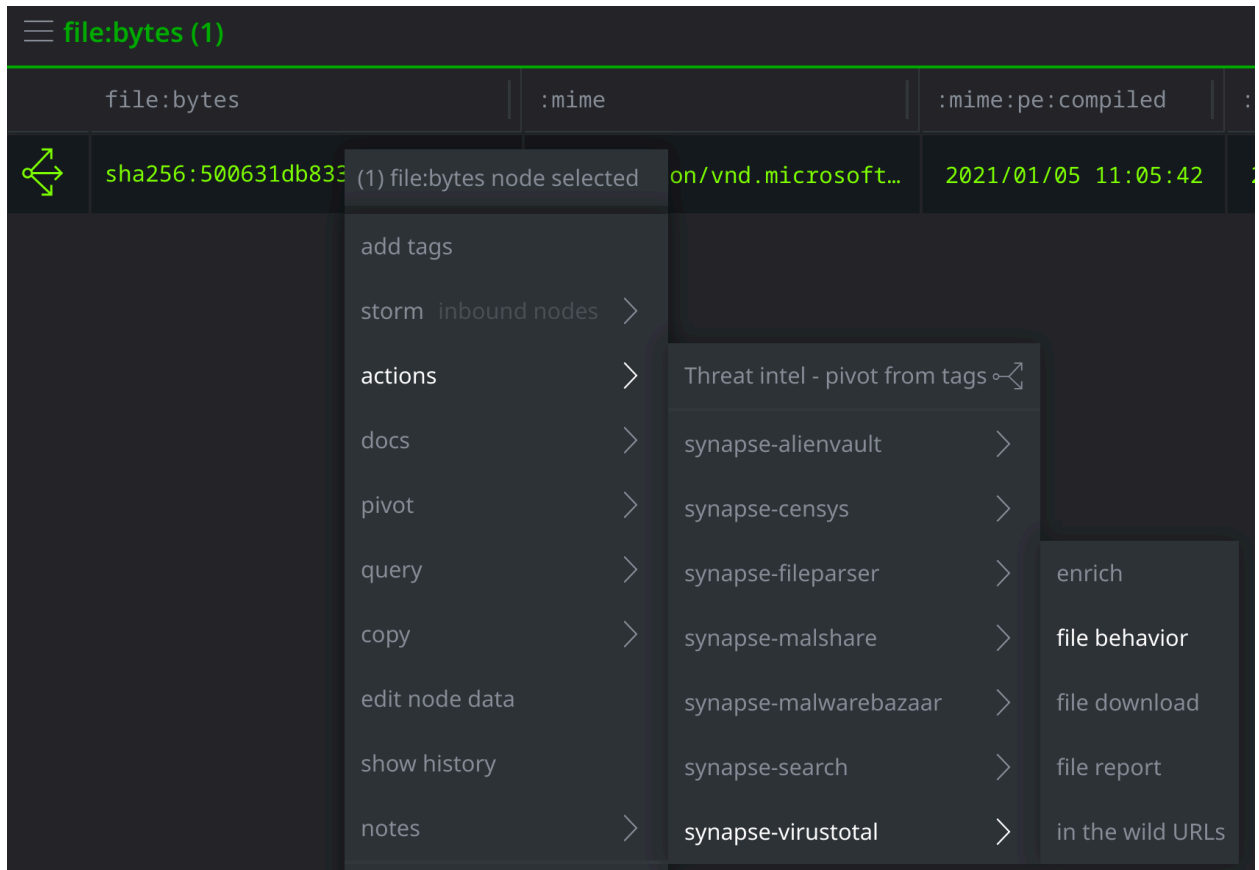 file:bytes (1)
file:bytes :mime :mime:pe:compiled :
sha256:500631db833 on/vnd.microsoft… 2021/01/05 11:05:42
(1) file:bytes node selected
add tags
storm inbound nodes
actions
docs
pivot
query
copy
edit node data
show history
notes
Threat intel - pivot from tags
synapse-alienvault
synapse-censys
synapse-fileparser
synapse-malshare
synapse-malwarebazaar
synapse-search
synapse-virustotal
enrich
file behavior
file download
file report
in the wild URLs